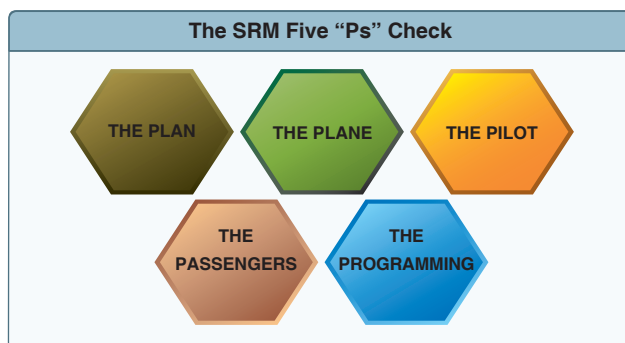 The SRM Five “Ps” Check
THE PLAN
THE PLANE
THE PILOT
THE
PASSENGERS
THE
PROGRAMMING